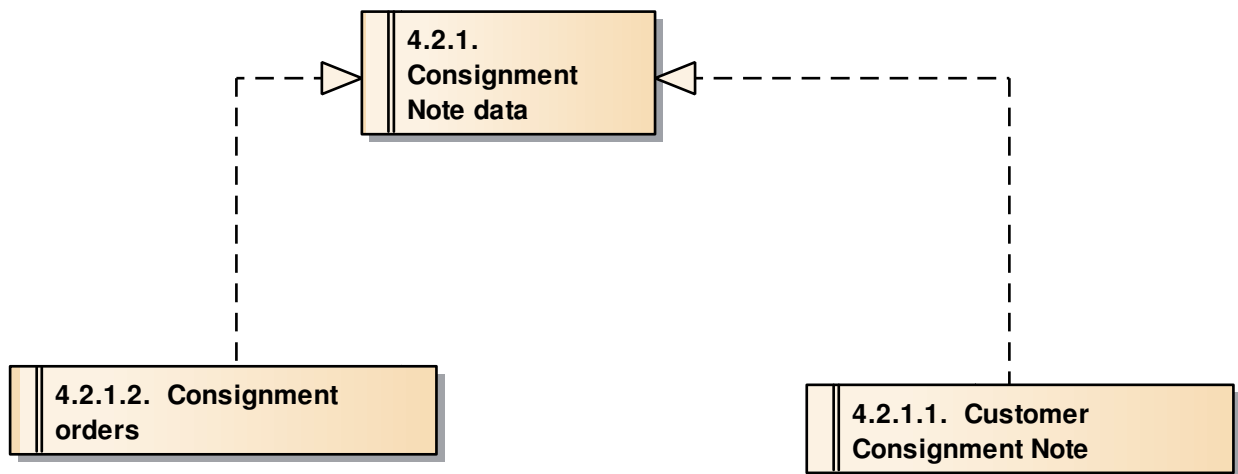 4.2.1.
Consignment
Note data
4.2.1.2.  Consignment
orders
4.2.1.1.  Customer
Consignment Note